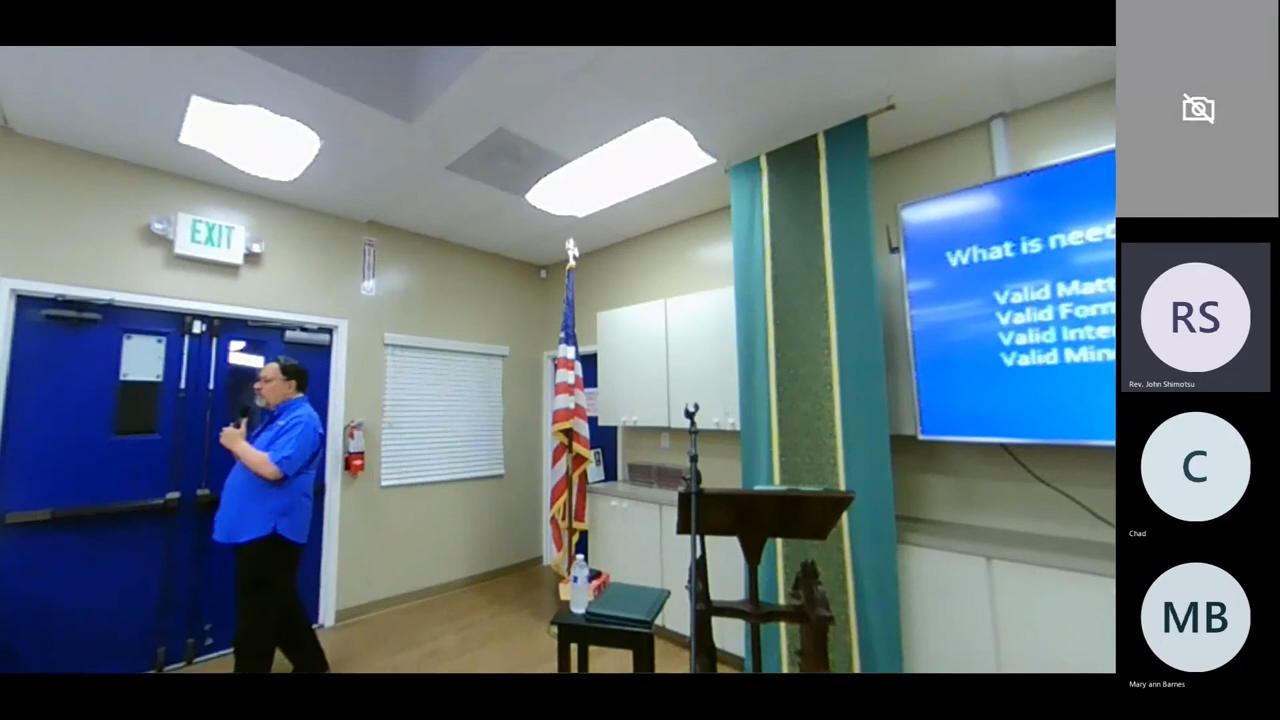 EXIT
What is need
Valid Matt
Valid Form
Valid Inte
Valid Min
RS
Rev. John Shimotsu
C
Chad
MB
Mary ann Barnes